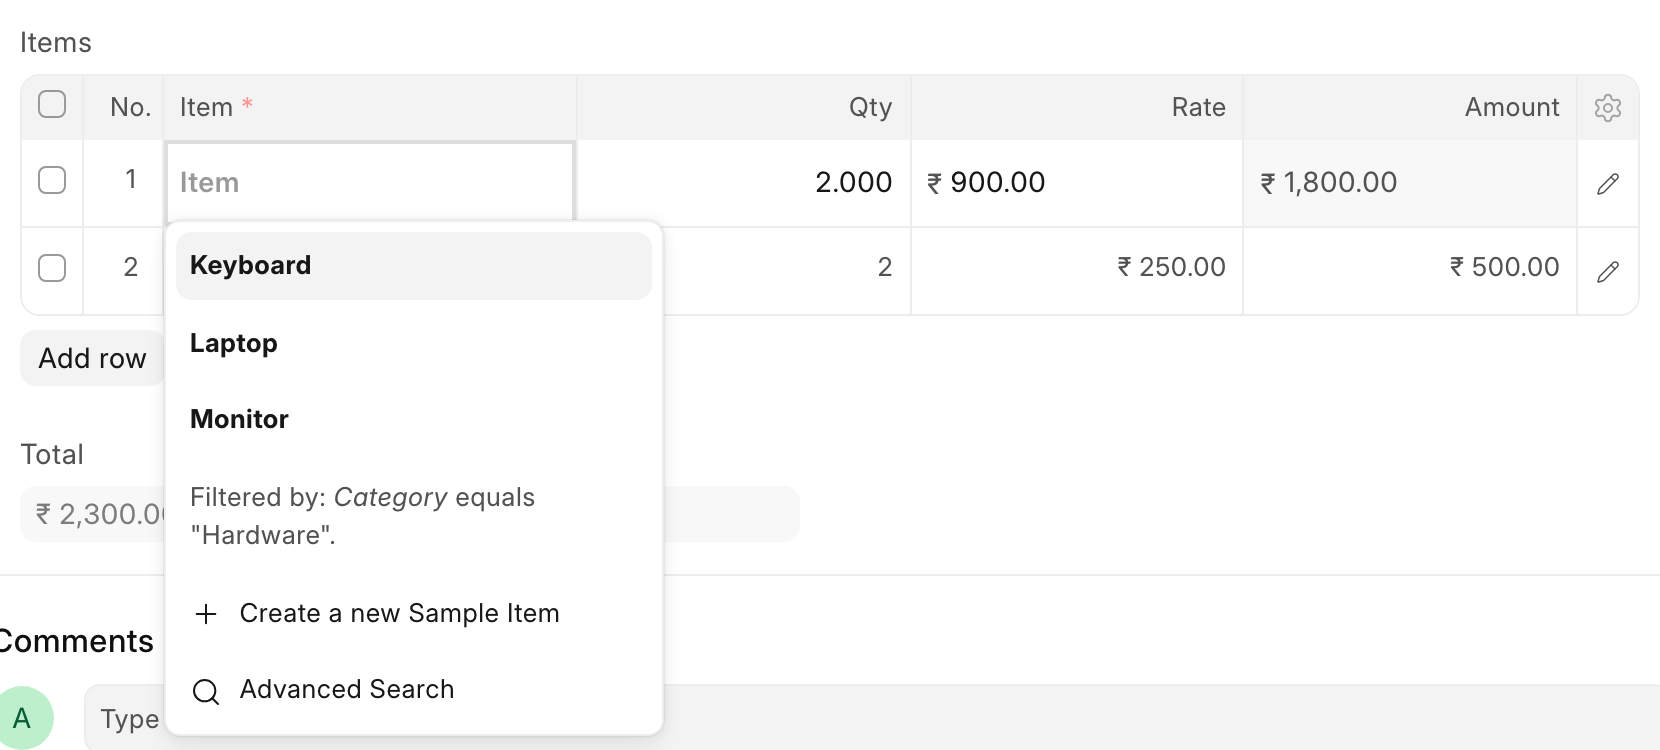 Items
No. Item * Qty Rate Amount
1 Item 2.000 ₹ 900.00 ₹ 1,800.00
2 2 ₹ 250.00 ₹ 500.00
Keyboard
Laptop
Monitor
Filtered by: Category equals
"Hardware".
+ Create a new Sample Item
Advanced Search
Add row
Total
₹ 2,300.0
Comments
A Type